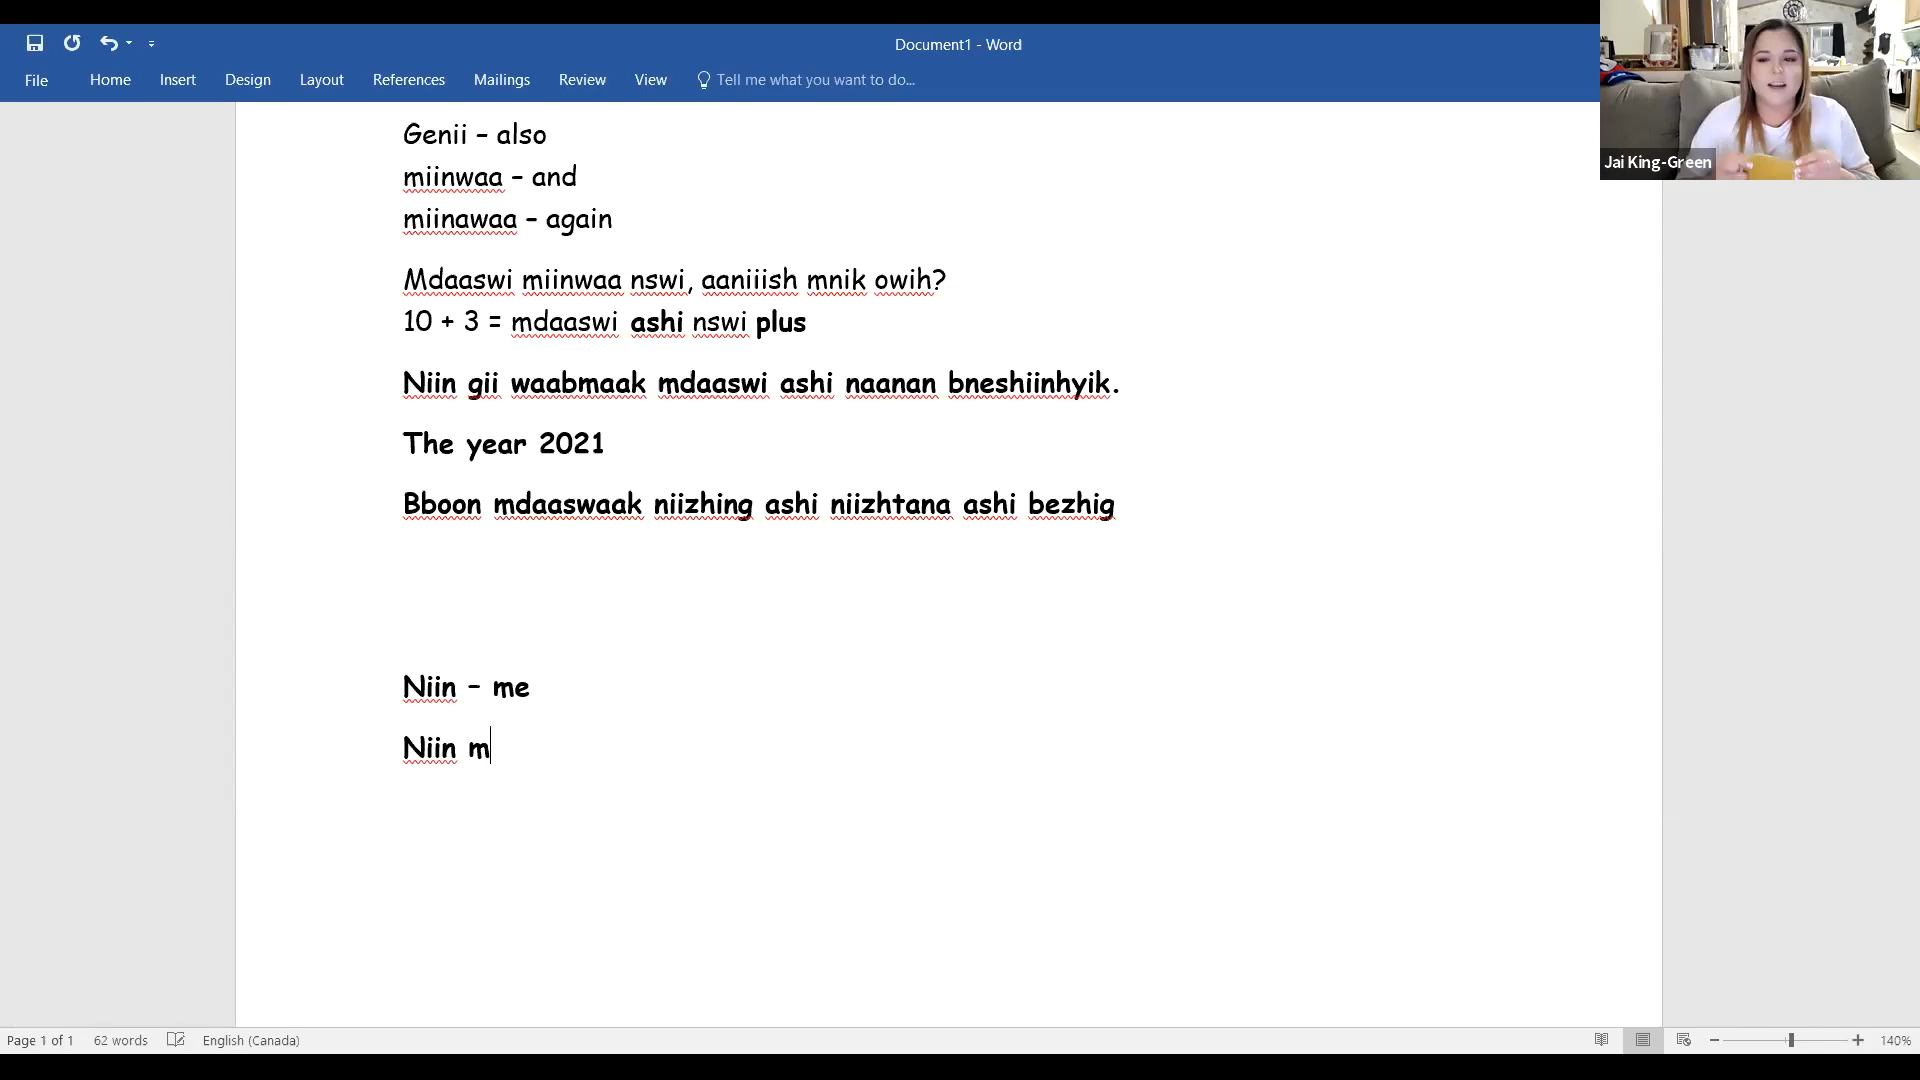 Document1 - Word
File Home Insert Design Layout References Mailings Review View Tell me what you want to do...
Jai King-Green
Genii – also
miinwaa – and
miinawaa – again
Mdaaswi miinwaa nswi, aaniiish mnik owih?
10 + 3 = mdaaswi ashi nswi plus
Niin gii waabmaak mdaaswi ashi naanan bneshiinhyik.
The year 2021
Bboon mdaaswaak niizhing ashi niizhtana ashi bezhig
Niin – me
Niin m
Page 1 of 1 62 words English (Canada) 140%